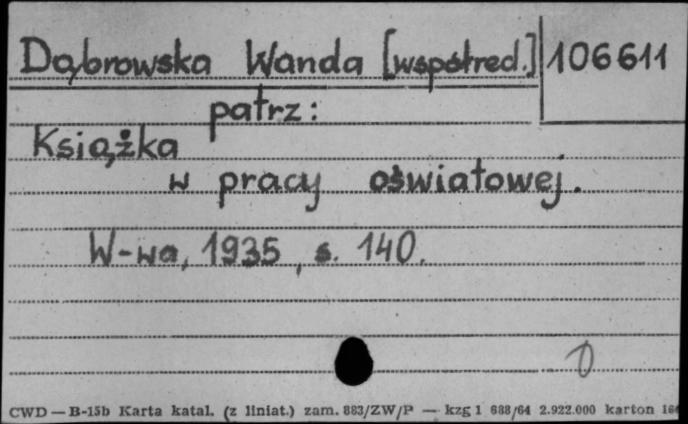 Dąbrowska Wanda [współred.] 106611
patrz:
Książka
w pracy oświatowej.
W-wa, 1935, s. 140.
CWD — B-15b Karta katal. (z liniat.) zam. 883/ZW/P — kzg 1 688/64 2.922.000 karton